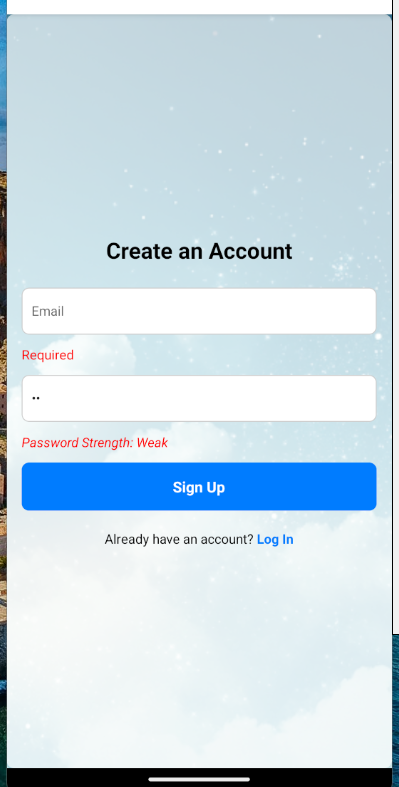 Create an Account
Email
Required
••
Password Strength: Weak
Sign Up
Already have an account? Log In